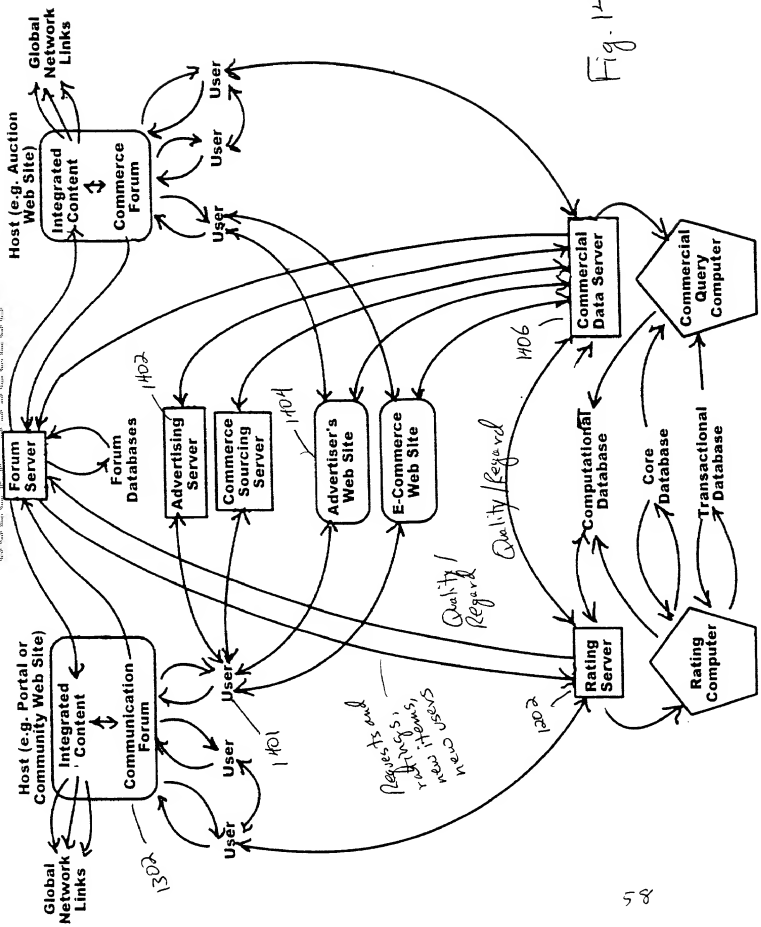 Host (e.g. Portal or
Community Web Site)
Global
Network
Links
Integrated
Content
Communication
Forum
1302
User
User
User
1401
Forum
Server
Forum
Databases
Host (e.g. Auction
Web Site)
Integrated
Content
Commerce
Forum
Global
Network
Links
User
User
User
Advertising
Server
1402
Commerce
Sourcing
Server
Advertiser's
Web Site
1404
E-Commerce
Web Site
Requests and
ratings,
new items,
new users
Quality/
Regard
Quality/Regard
1202
Rating
Server
Rating
Computer
Computational
Database
Core
Database
Transactional
Database
1406
Commercial
Data Server
Commercial
Query
Computer
58